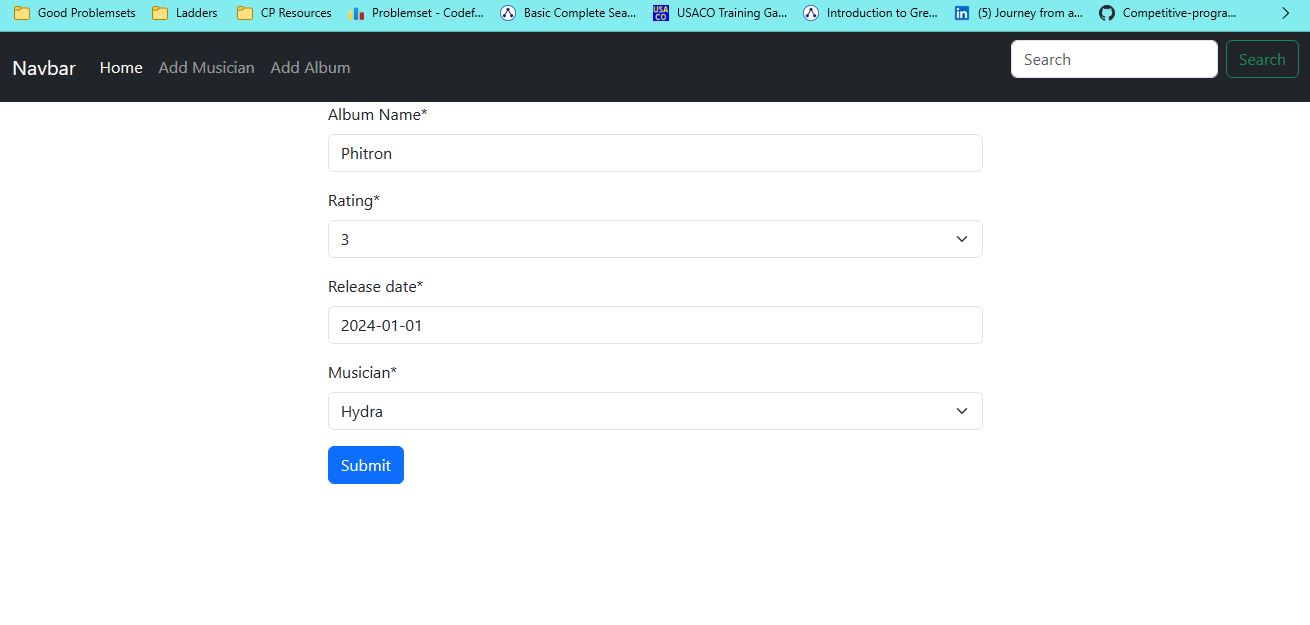 Good Problemsets Ladders CP Resources Problemset - Codef... Basic Complete Sea... USACO Training Ga... Introduction to Gre... (5) Journey from a... Competitive-progra...
Navbar Home Add Musician Add Album Search Search
Album Name*
Phitron
Rating*
3
Release date*
2024-01-01
Musician*
Hydra
Submit